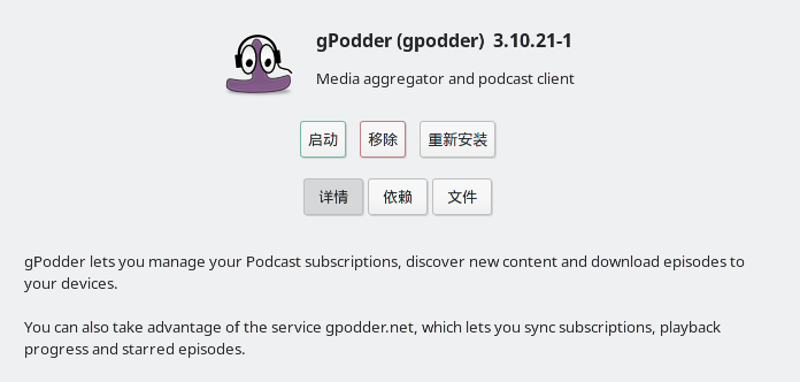 gPodder (gpodder)  3.10.21-1
Media aggregator and podcast client
启动 移除 重新安装
详情 依赖 文件
gPodder lets you manage your Podcast subscriptions, discover new content and download episodes to
your devices.
You can also take advantage of the service gpodder.net, which lets you sync subscriptions, playback
progress and starred episodes.